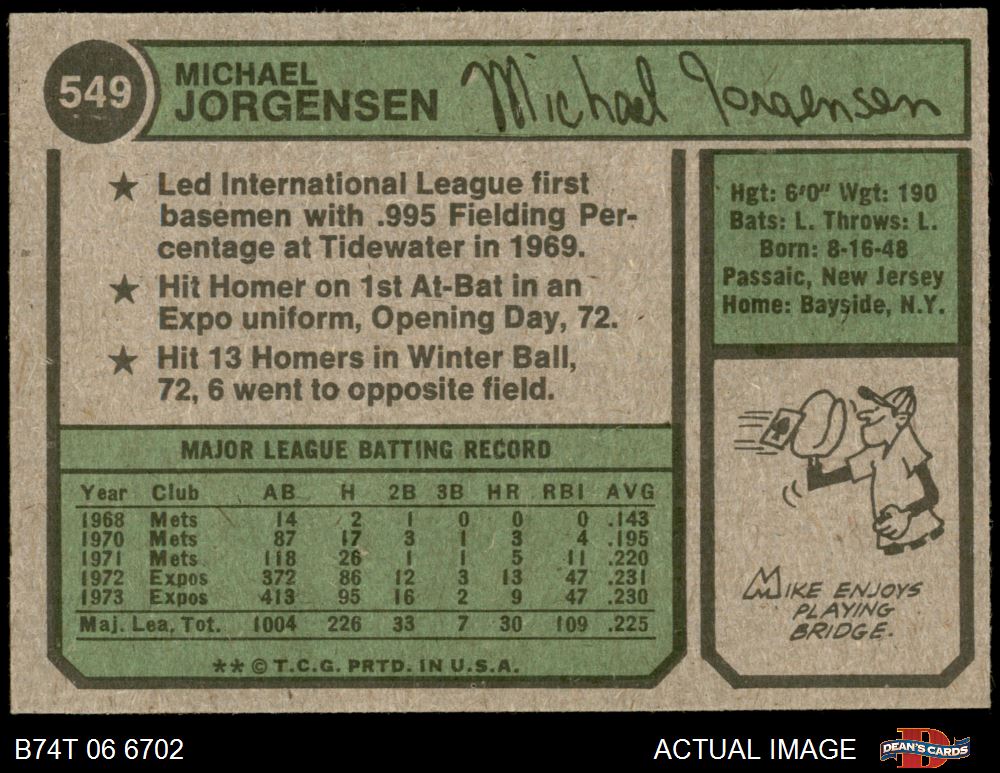 549
MICHAEL
JORGENSEN
Michael Jorgensen
★ Led International League first
basemen with .995 Fielding Per-
centage at Tidewater in 1969.
★ Hit Homer on 1st At-Bat in an
Expo uniform, Opening Day, 72.
★ Hit 13 Homers in Winter Ball,
72, 6 went to opposite field.
Hgt: 6'0" Wgt: 190
Bats: L. Throws: L.
Born: 8-16-48
Passaic, New Jersey
Home: Bayside, N.Y.
MAJOR LEAGUE BATTING RECORD
Year Club AB H 2B 3B HR RBI AVG
1968 Mets 14 2 1 0 0 0 .143
1970 Mets 87 17 3 1 3 4 .195
1971 Mets 118 26 1 1 5 11 .220
1972 Expos 372 86 12 3 13 47 .231
1973 Expos 413 95 16 2 9 47 .230
Maj. Lea. Tot. 1004 226 33 7 30 109 .225
** © T.C.G. PRTD. IN U.S.A.
MIKE ENJOYS
PLAYING
BRIDGE.
B74T 06 6702
ACTUAL IMAGE
DEAN'S CARDS